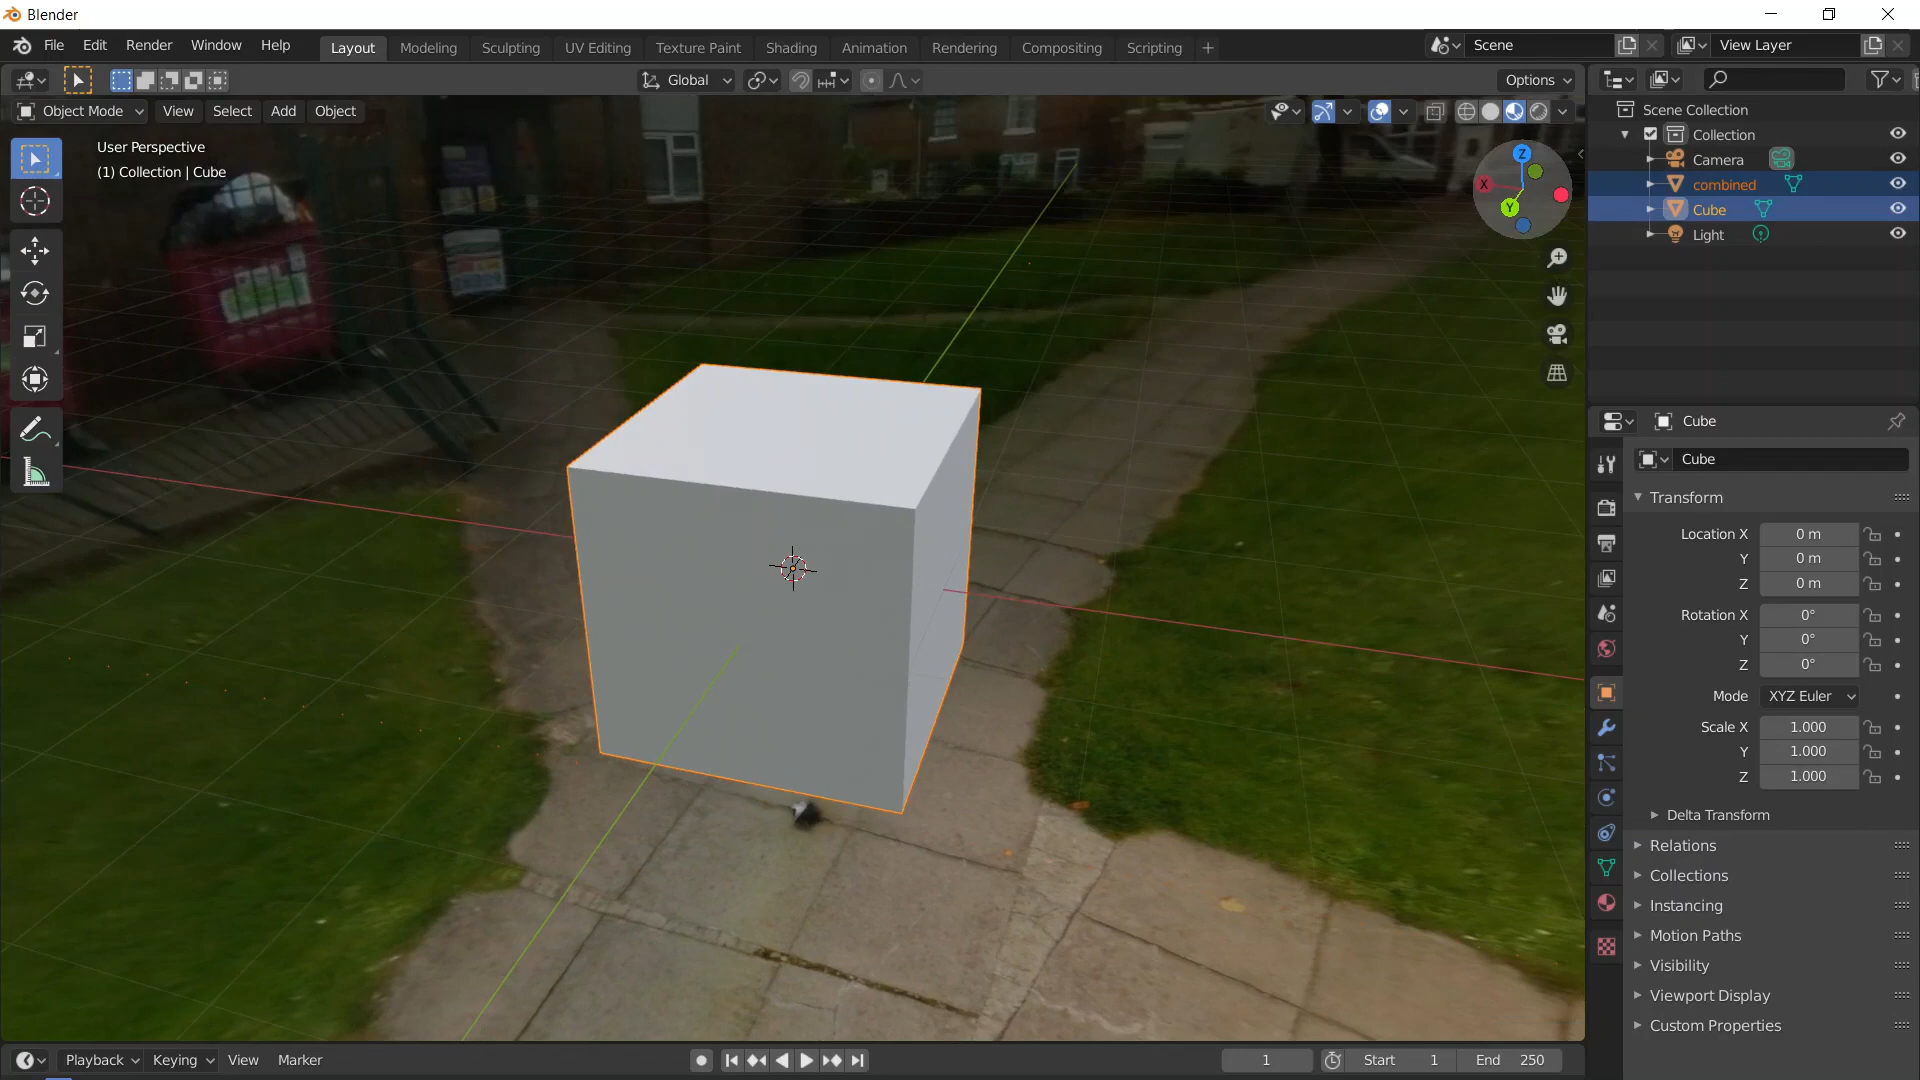 Blender
File Edit Render Window Help Layout Modeling Sculpting UV Editing Texture Paint Shading Animation Rendering Compositing Scripting + Scene View Layer
Global Options
Object Mode View Select Add Object
User Perspective
(1) Collection | Cube
Z
X
Y
Scene Collection
Collection
Camera
combined
Cube
Light
Cube
Cube
Transform
Location X 0 m
Y 0 m
Z 0 m
Rotation X 0°
Y 0°
Z 0°
Mode XYZ Euler
Scale X 1.000
Y 1.000
Z 1.000
Delta Transform
Relations
Collections
Instancing
Motion Paths
Visibility
Viewport Display
Custom Properties
Playback Keying View Marker 1 Start 1 End 250